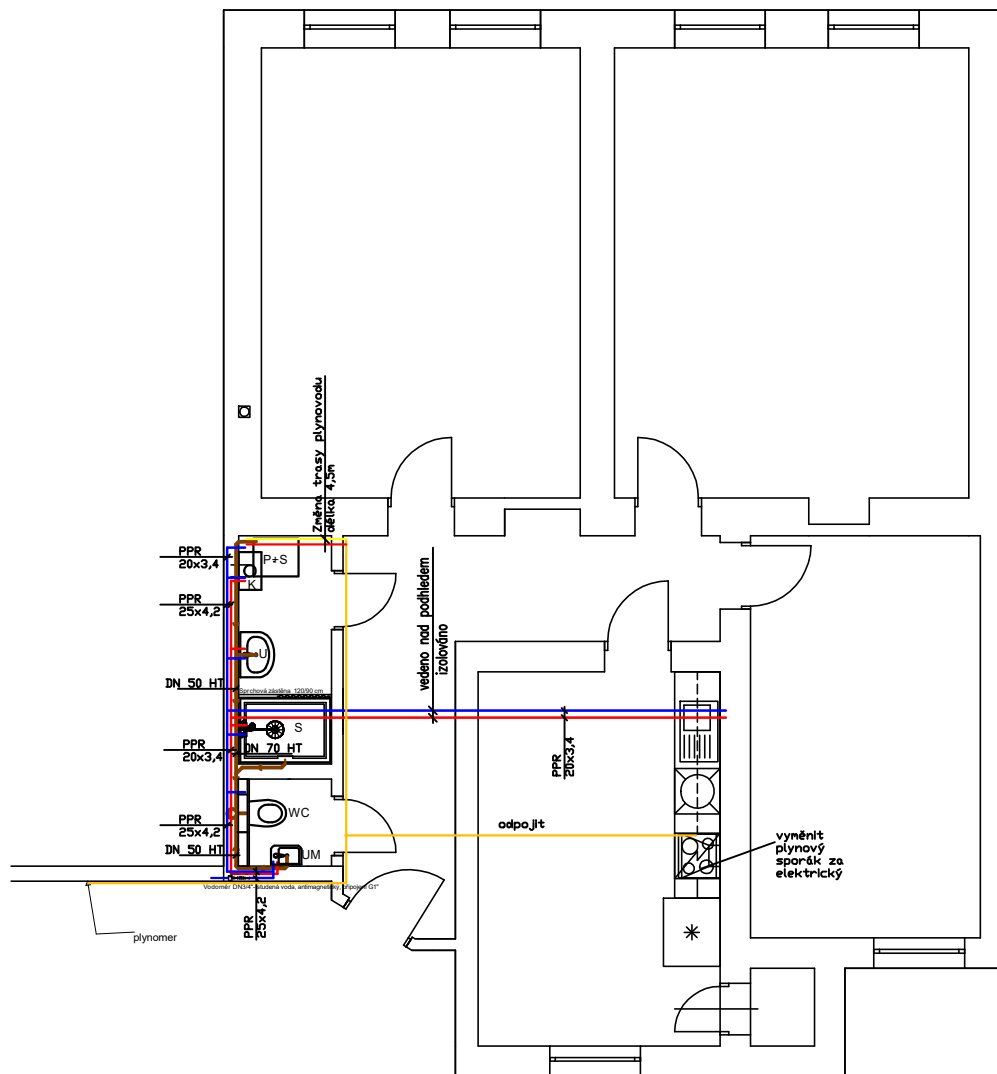 Změna trasy plynovodu
délka 4,5m
PPR
20x3,4
P+S
K
PPR
25x4,2
vedeno nad podhledem
izolováno
U
DN 50 HT
Sprchová zástěna 120/90 cm
S
PPR
20x3,4
DN 70 HT
PPR
20x3,4
WC
PPR
25x4,2
odpojit
vyměnit
plynový
sporák za
elektrický
DN 50 HT
UM
Vodoměr DN3/4"-studená voda, antimagnetický, připojení G1"
PPR
25x4,2
plynomer